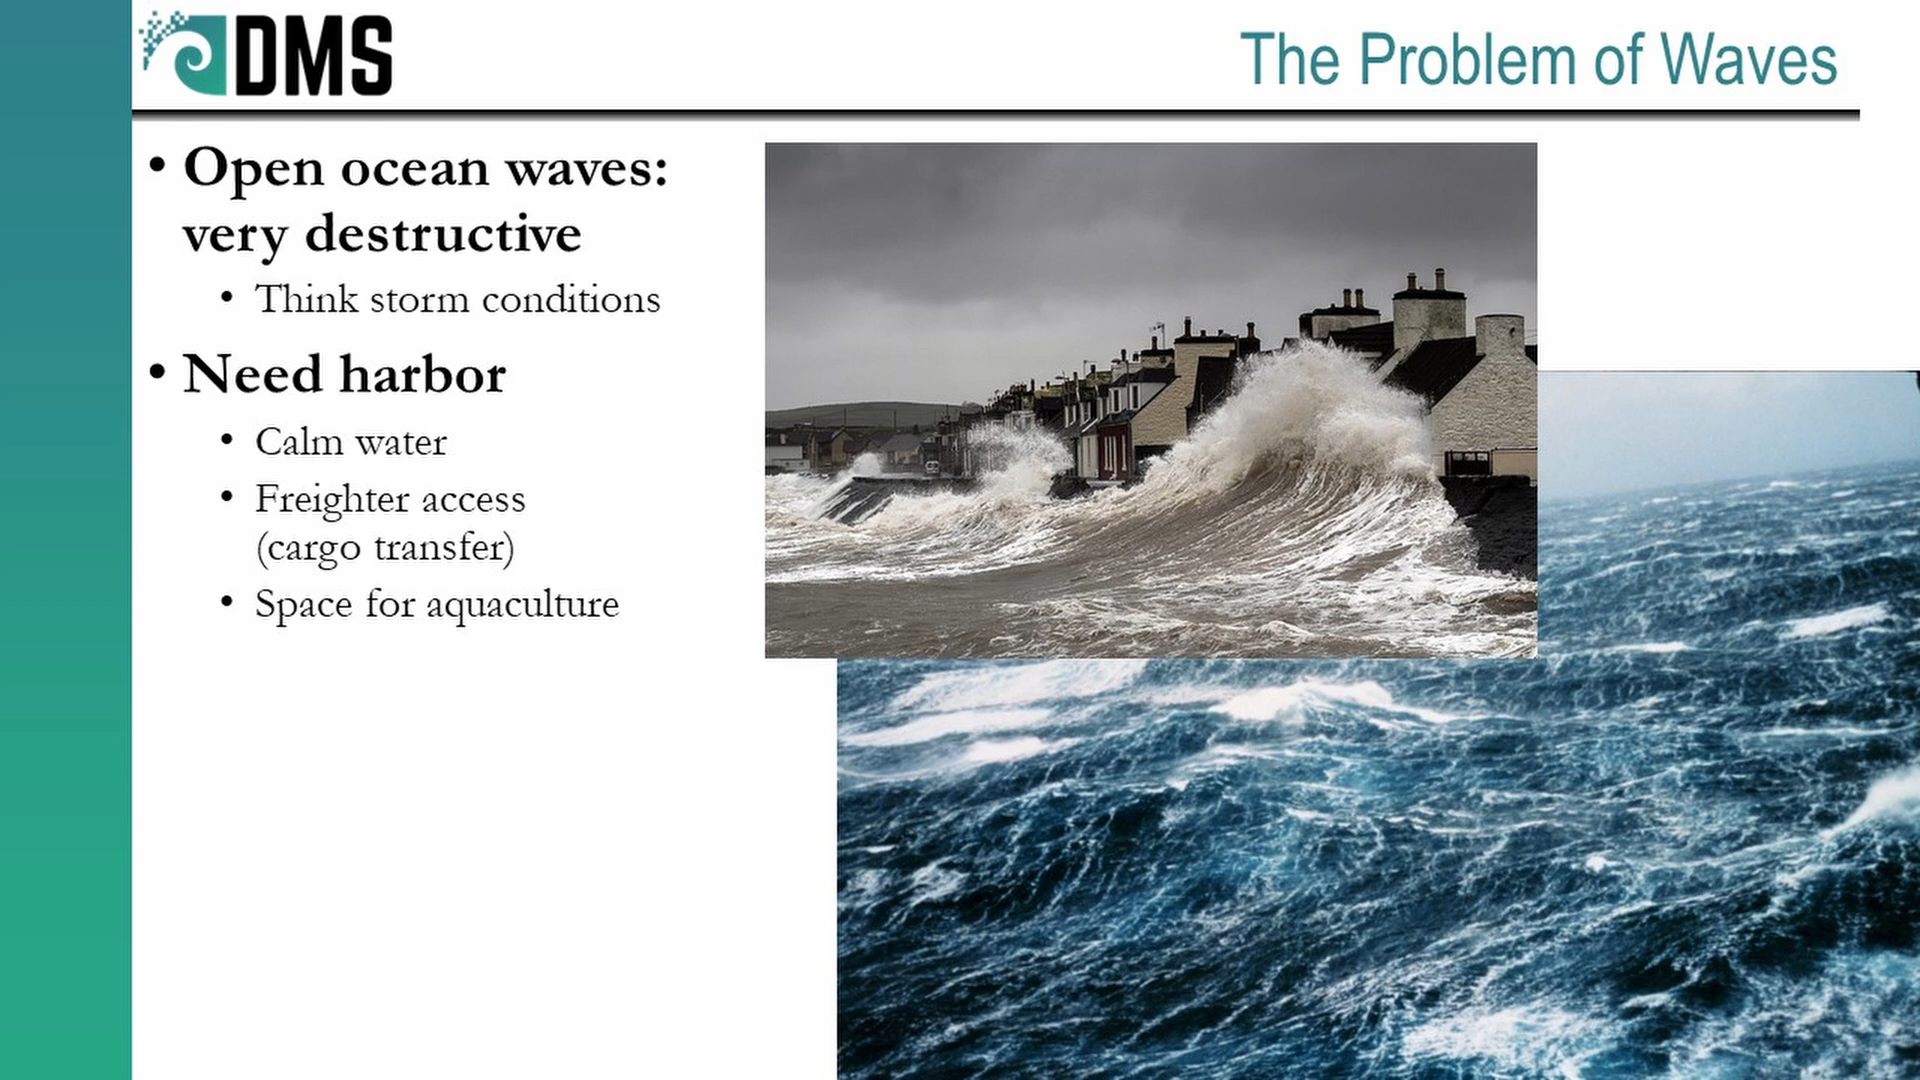 DMS
The Problem of Waves
• Open ocean waves:
very destructive
• Think storm conditions
• Need harbor
• Calm water
• Freighter access
(cargo transfer)
• Space for aquaculture